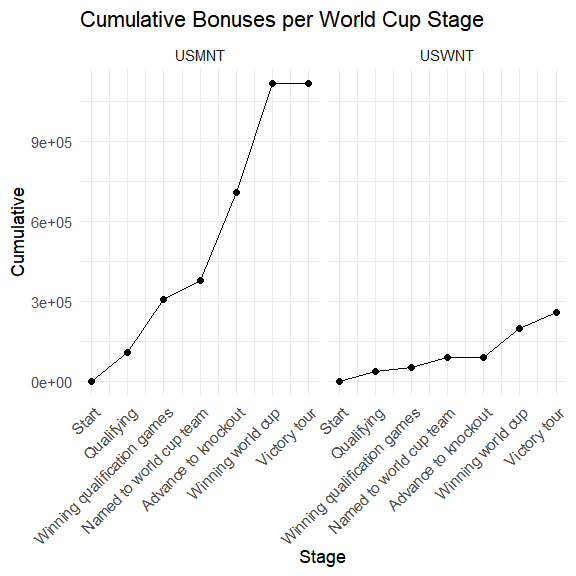 Cumulative Bonuses per World Cup Stage
USMNT
USWNT
Cumulative
9e+05
6e+05
3e+05
0e+00
Start
Qualifying
Winning qualification games
Named to world cup team
Advance to knockout
Winning world cup
Victory tour
Start
Qualifying
Winning qualification games
Named to world cup team
Advance to knockout
Winning world cup
Victory tour
Stage